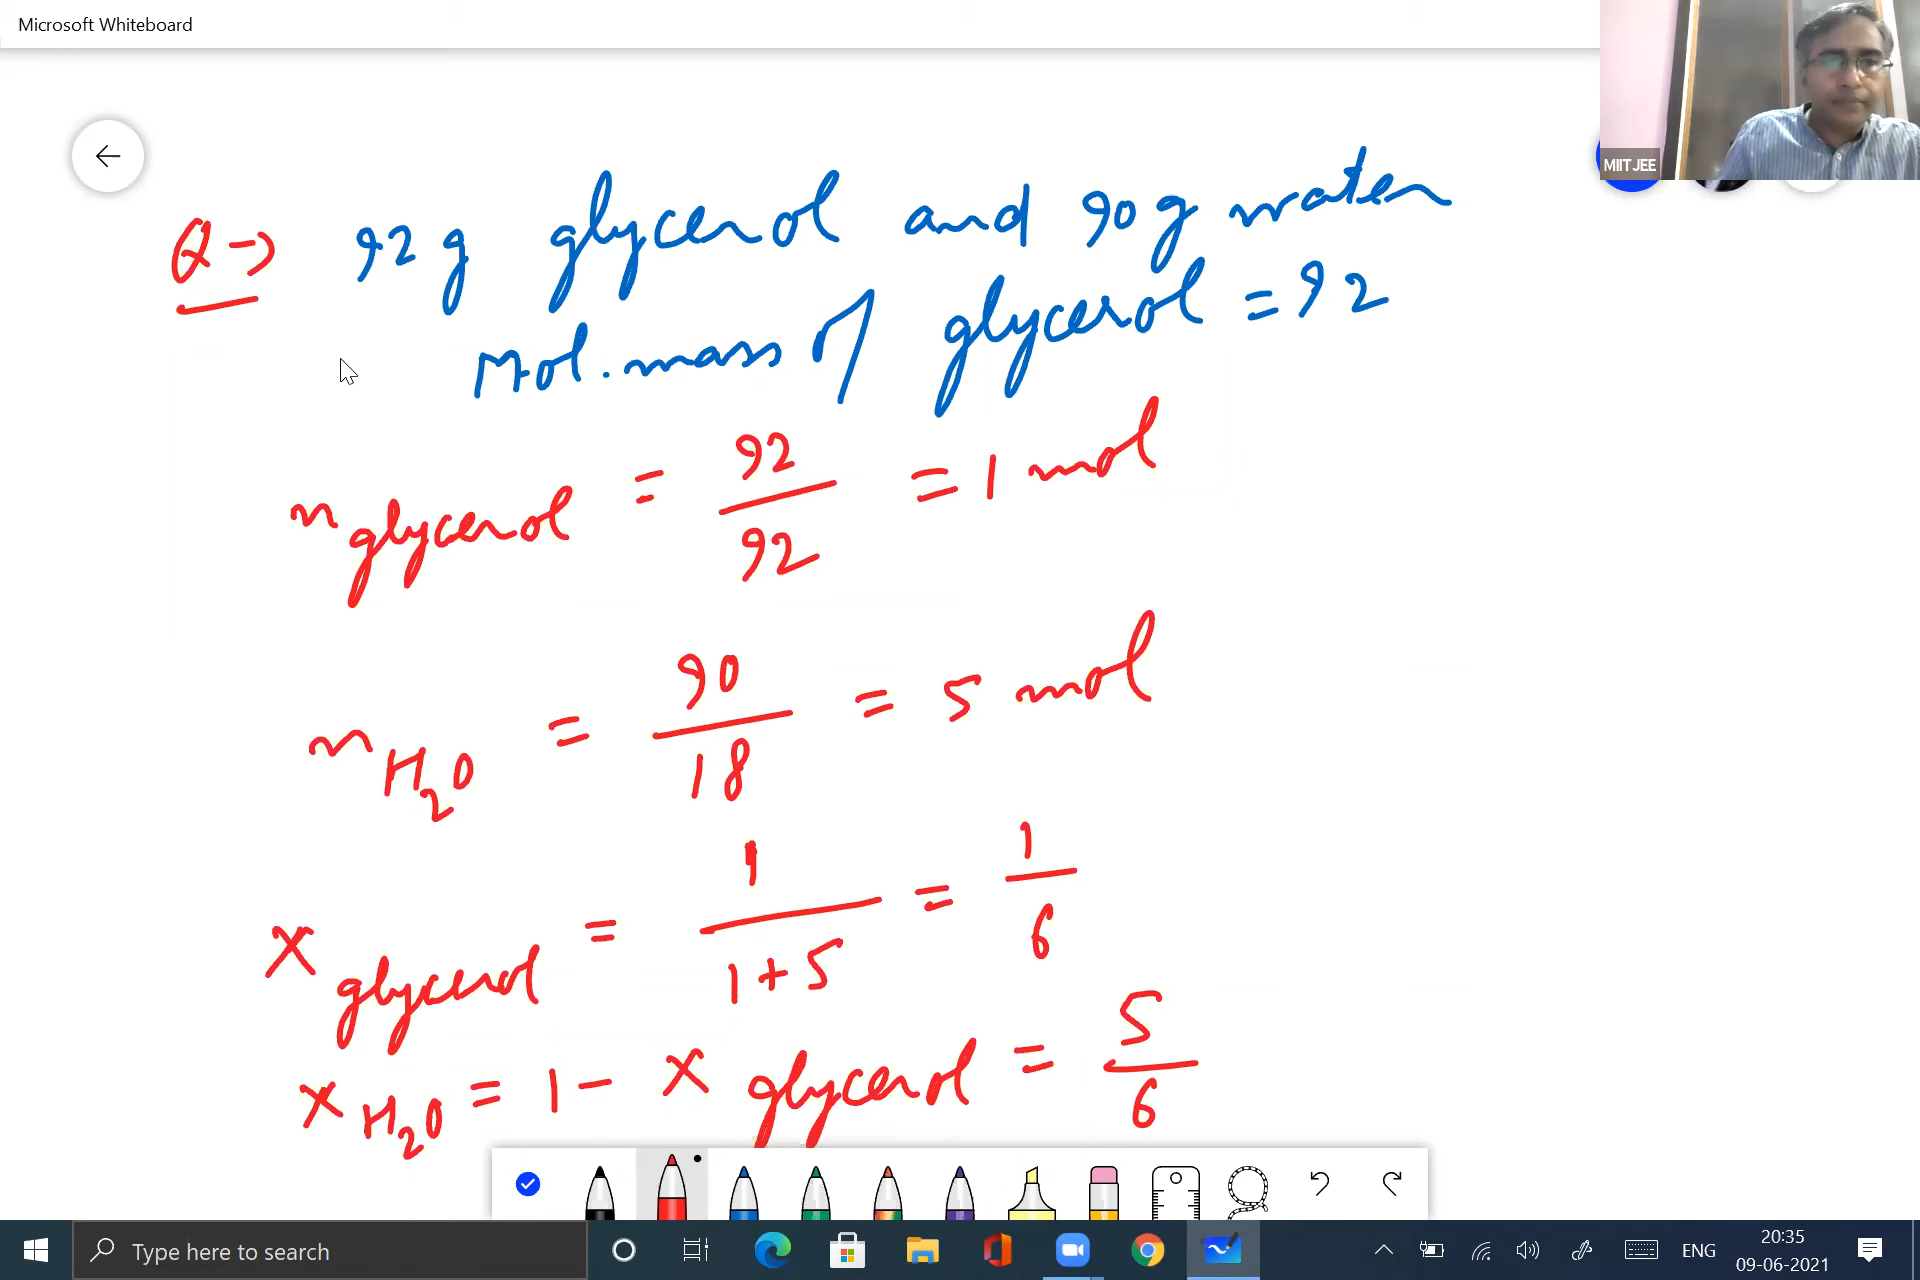 Microsoft Whiteboard
MIITJEE
Q→ 92 g glycerol and 90 g water
Mol. mass of glycerol = 92
n glycerol = 92/92 = 1 mol
n H₂O = 90/18 = 5 mol
x glycerol = 1/1+5 = 1/6
x H₂O = 1 - x glycerol = 5/6
Type here to search
ENG
20:35
09-06-2021